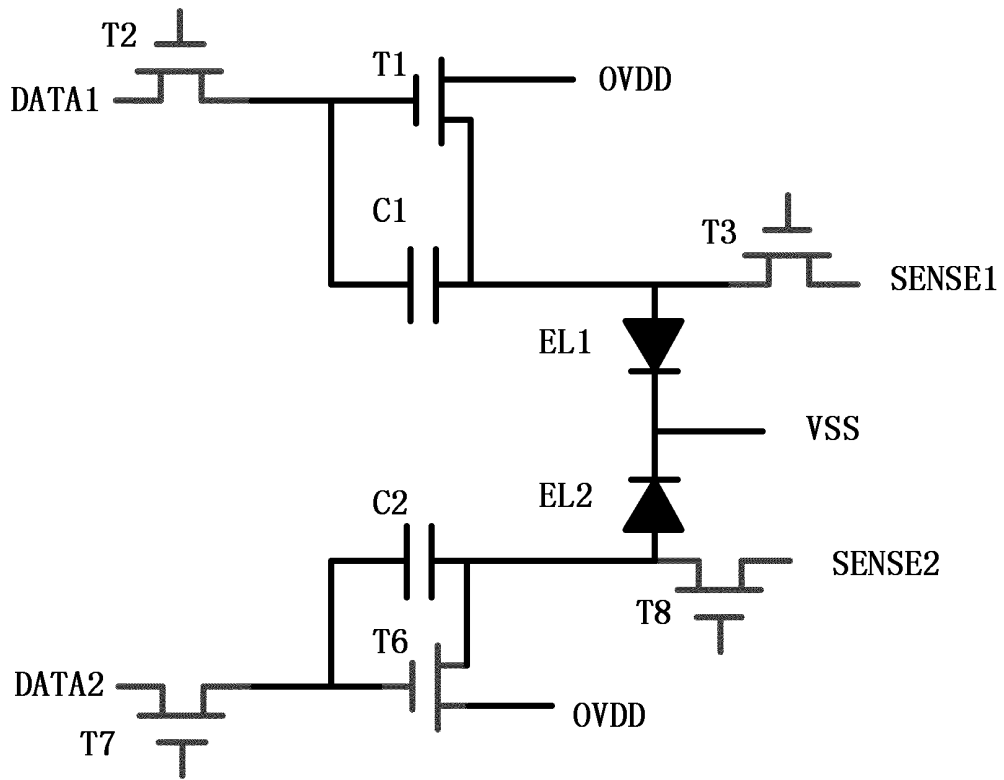 T2
T1
OVDD
DATA1
C1
T3
SENSE1
EL1
VSS
C2
EL2
SENSE2
T8
T6
DATA2
OVDD
T7